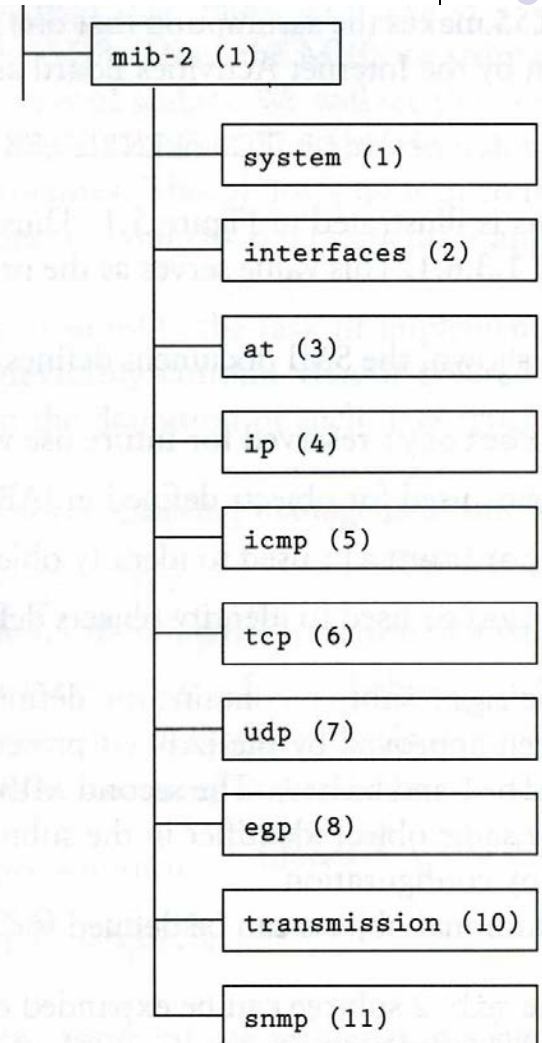 mib-2 (1)
system (1)
interfaces (2)
at (3)
ip (4)
icmp (5)
tcp (6)
udp (7)
egp (8)
transmission (10)
snmp (11)